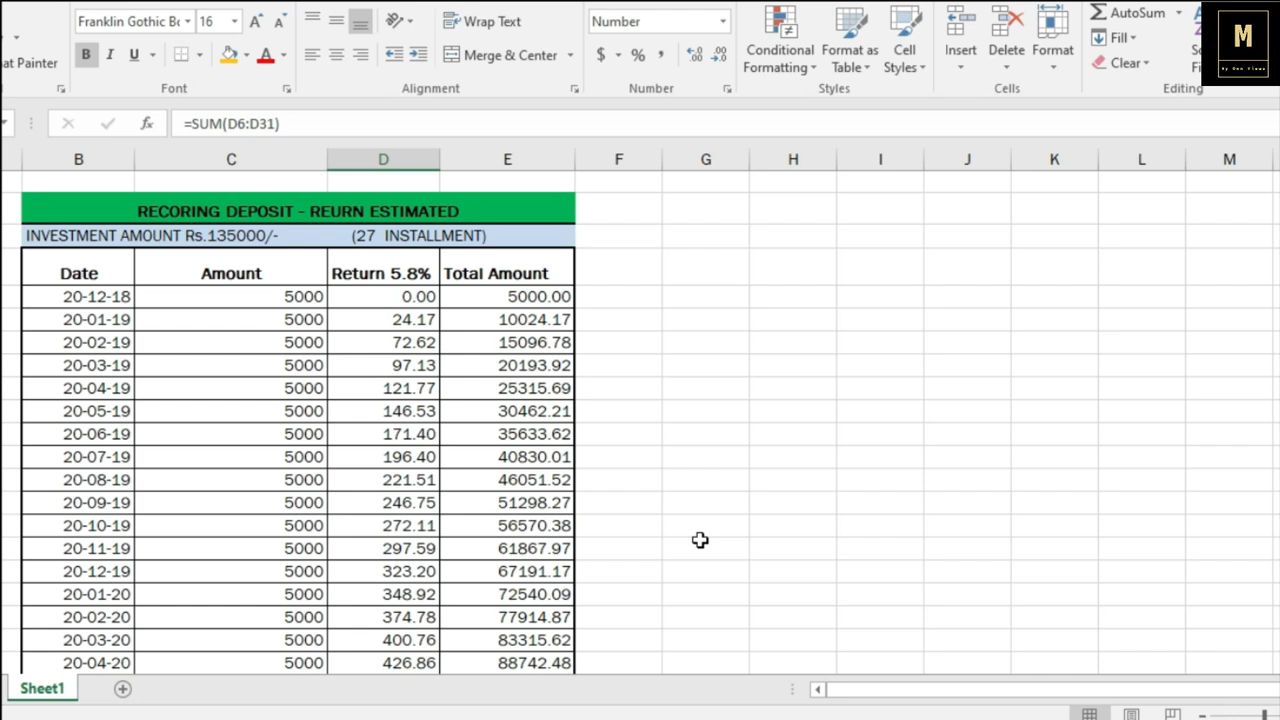 Franklin Gothic Bo 16
Wrap Text
Number
AutoSum
M
at Painter
B I U
Merge & Center
$ % ,
Conditional Formatting
Format as Table
Cell Styles
Insert
Delete
Format
Fill
Clear
Font
Alignment
Number
Styles
Cells
Editing
fx =SUM(D6:D31)
B C D E F G H I J K L M
RECORING DEPOSIT - REURN ESTIMATED
INVESTMENT AMOUNT Rs.135000/- (27 INSTALLMENT)
Date Amount Return 5.8% Total Amount
20-12-18 5000 0.00 5000.00
20-01-19 5000 24.17 10024.17
20-02-19 5000 72.62 15096.78
20-03-19 5000 97.13 20193.92
20-04-19 5000 121.77 25315.69
20-05-19 5000 146.53 30462.21
20-06-19 5000 171.40 35633.62
20-07-19 5000 196.40 40830.01
20-08-19 5000 221.51 46051.52
20-09-19 5000 246.75 51298.27
20-10-19 5000 272.11 56570.38
20-11-19 5000 297.59 61867.97
20-12-19 5000 323.20 67191.17
20-01-20 5000 348.92 72540.09
20-02-20 5000 374.78 77914.87
20-03-20 5000 400.76 83315.62
20-04-20 5000 426.86 88742.48
Sheet1